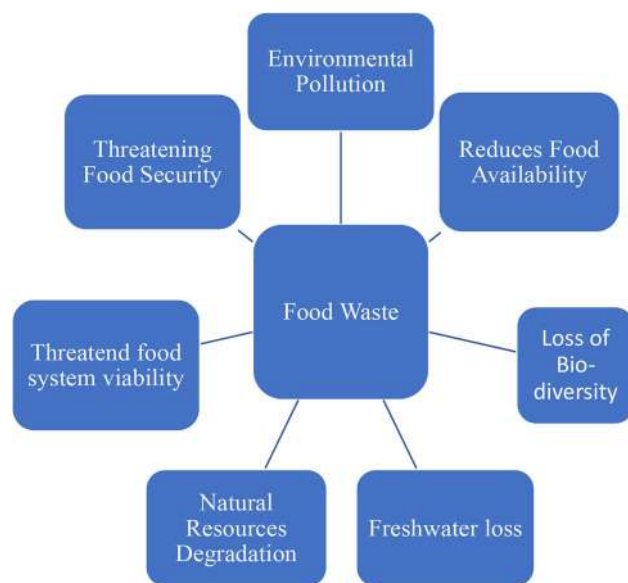 Environmental
Pollution
Threatening
Food Security
Reduces Food
Availability
Food Waste
Threatend food
system viability
Loss of
Bio-
diversity
Natural
Resources
Degradation
Freshwater loss